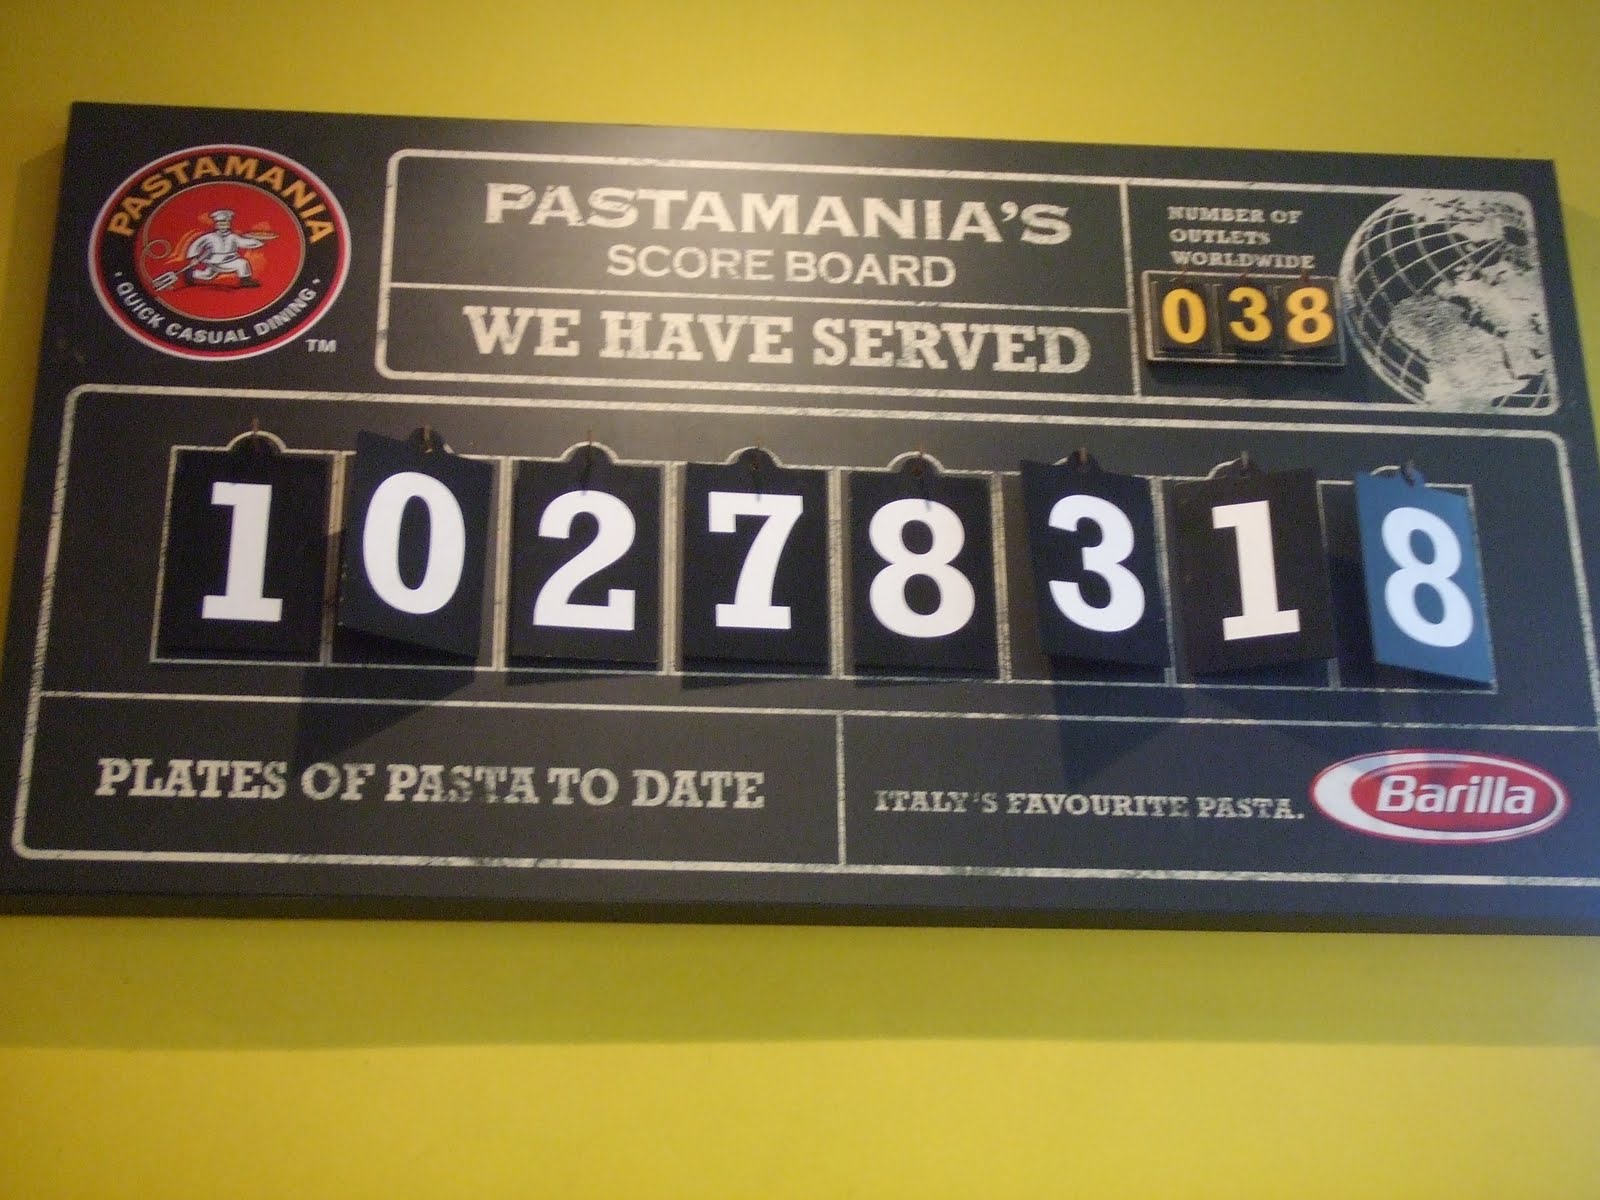 PASTAMANIA
QUICK CASUAL DINING
TM
PASTAMANIA'S
SCORE BOARD
WE HAVE SERVED
NUMBER OF
OUTLETS
WORLDWIDE
038
10278318
PLATES OF PASTA TO DATE
ITALY'S FAVOURITE PASTA.
Barilla